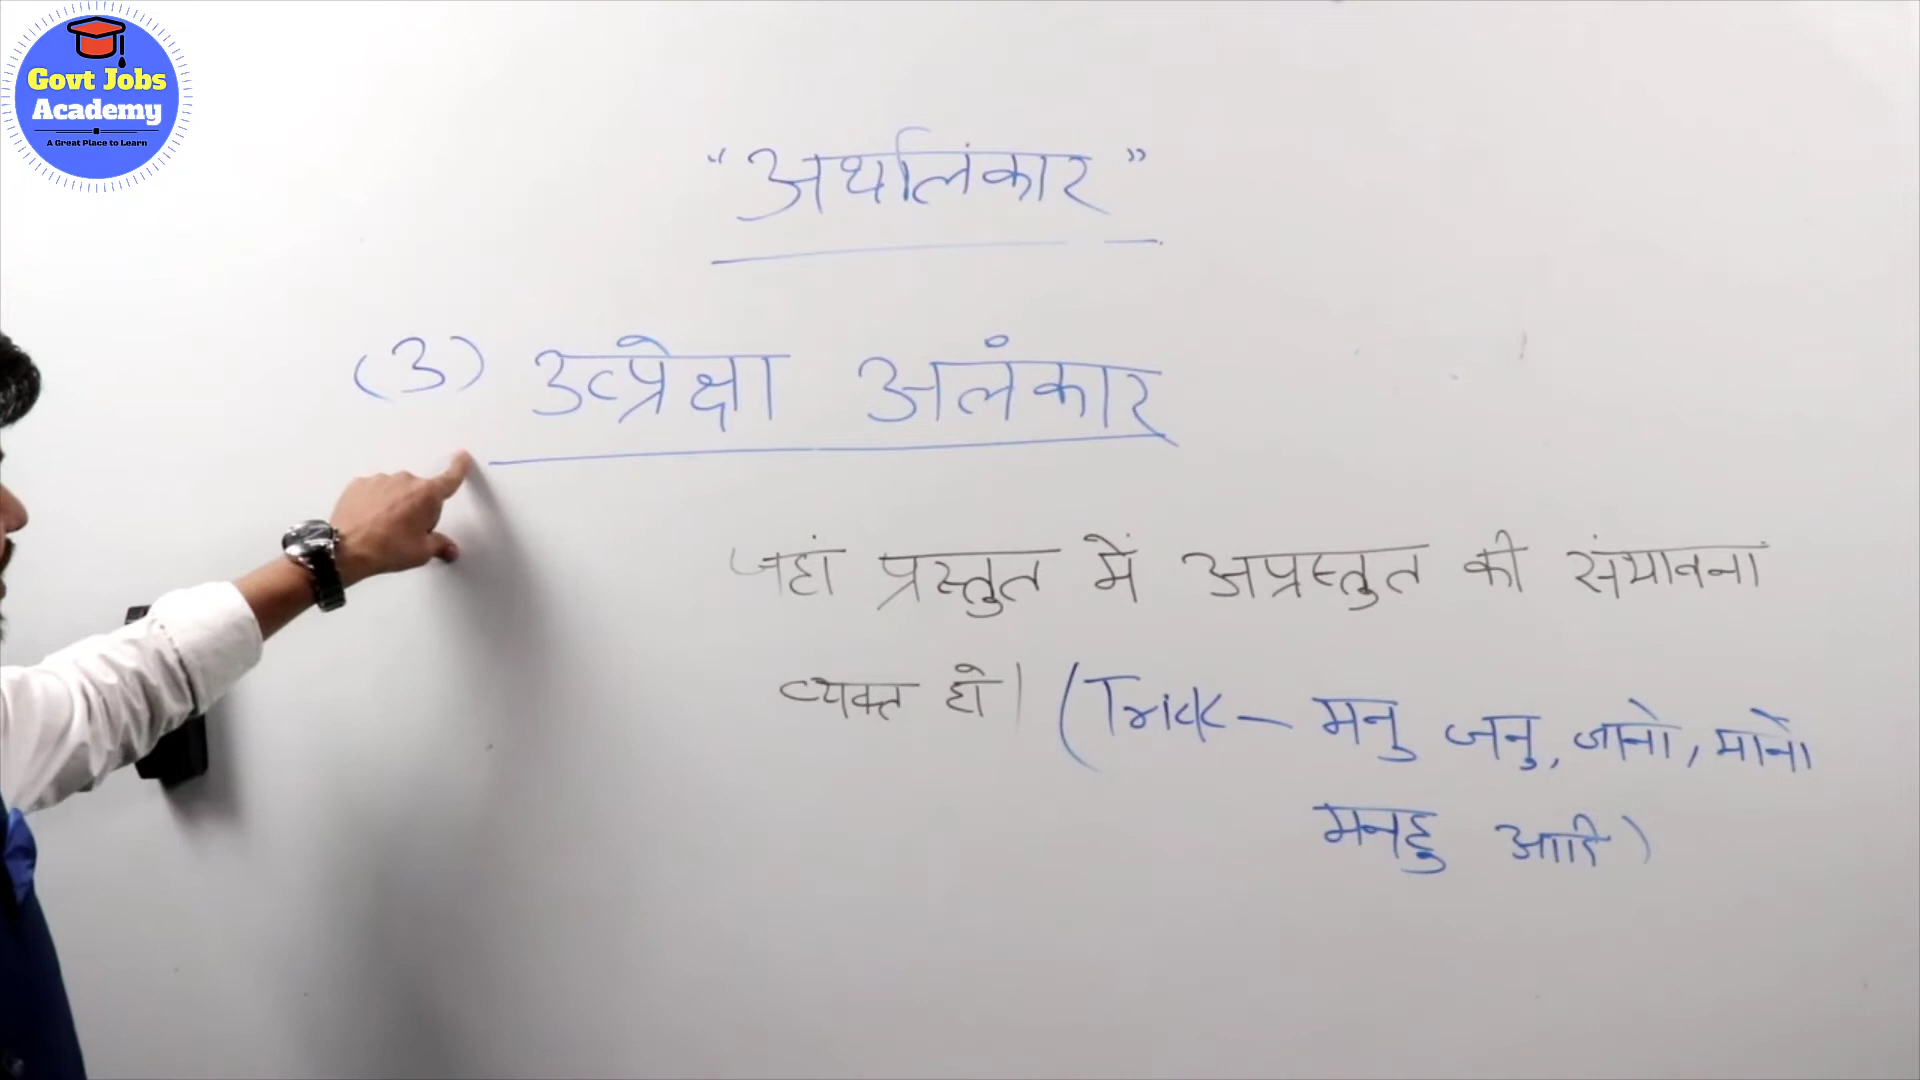 Govt Jobs
Academy
A Great Place to Learn
"अर्थालंकार"
(3) उत्प्रेक्षा अलंकार
जहां प्रस्तुत में अप्रस्तुत की संभावना
व्यक्त हो। (Trick - मनु जनु, जानो, मानो
मनहु आदि)